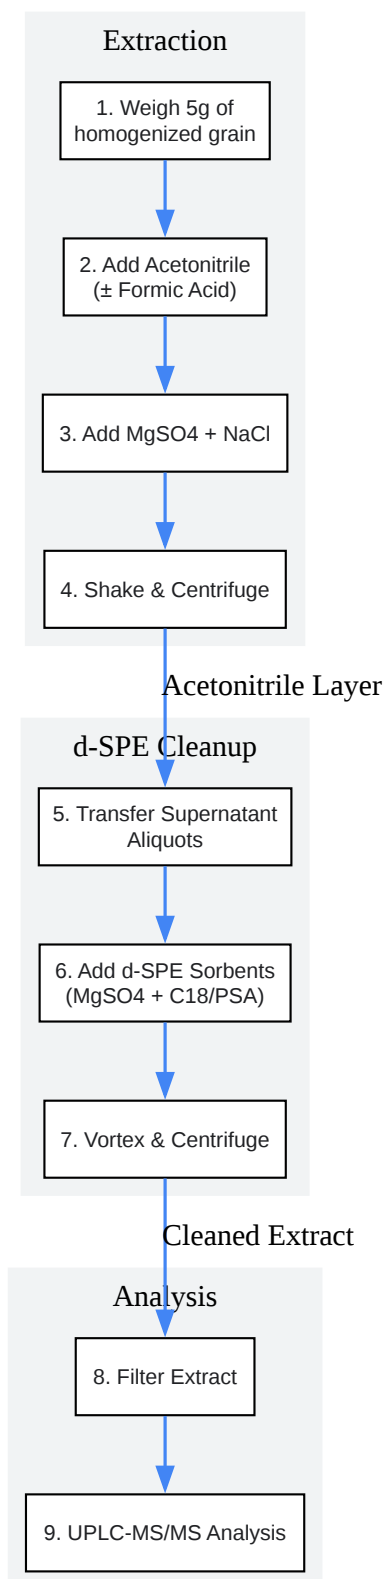 Extraction
1. Weigh 5g of
homogenized grain
2. Add Acetonitrile
(± Formic Acid)
3. Add MgSO4 + NaCl
4. Shake & Centrifuge
Acetonitrile Layer
d-SPE Cleanup
5. Transfer Supernatant
Aliquots
6. Add d-SPE Sorbents
(MgSO4 + C18/PSA)
7. Vortex & Centrifuge
Cleaned Extract
Analysis
8. Filter Extract
9. UPLC-MS/MS Analysis